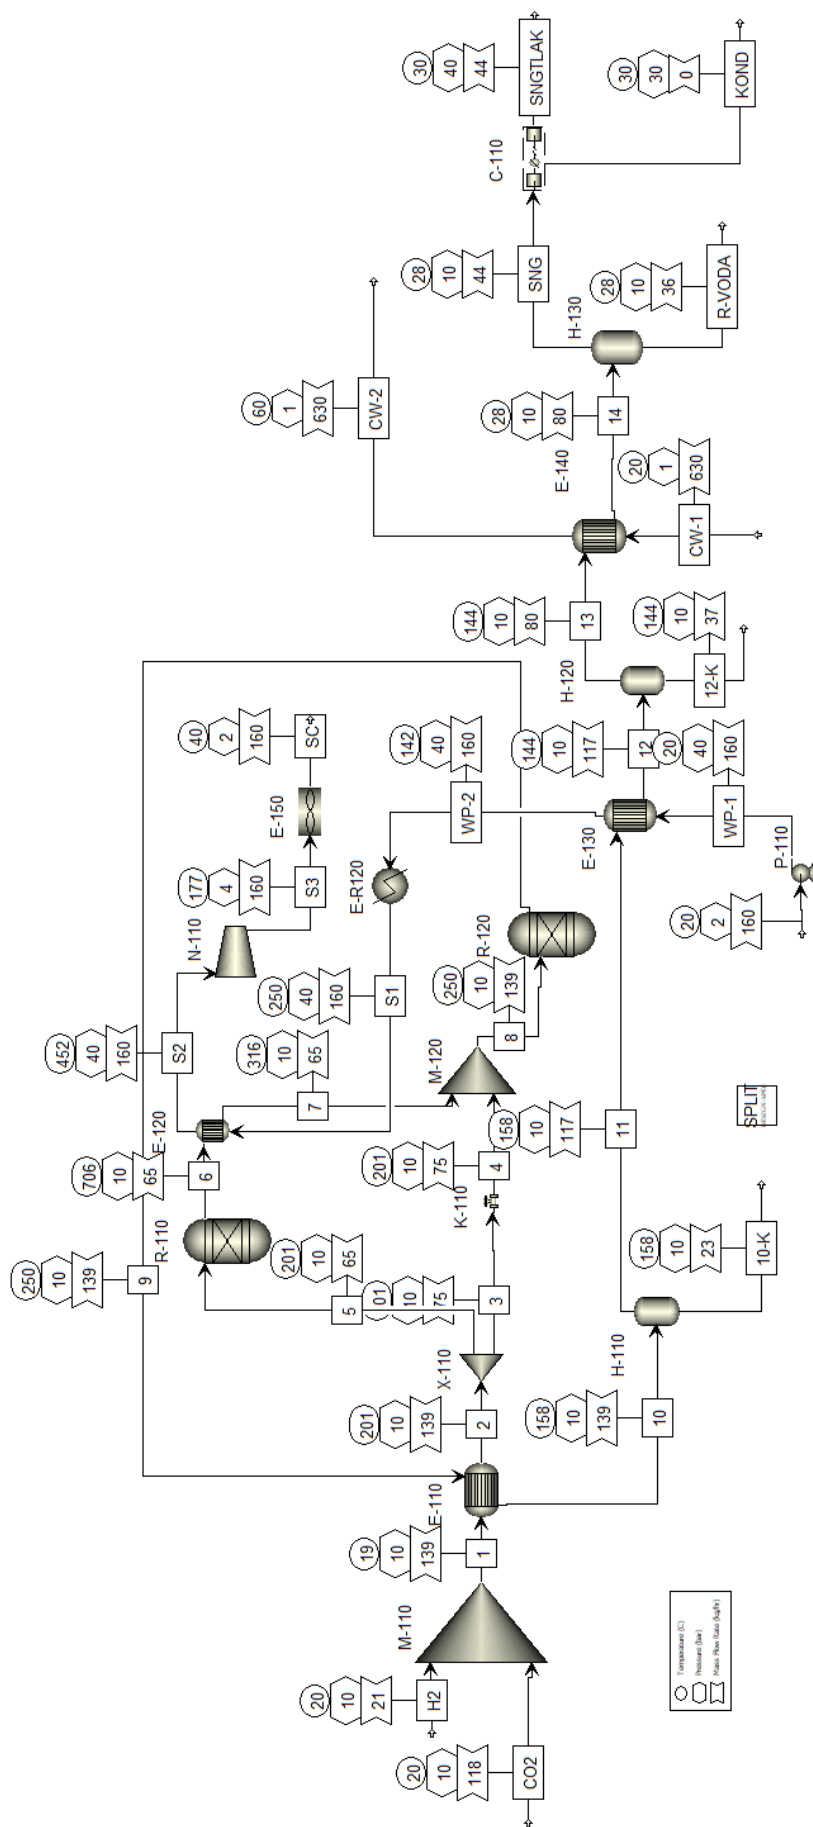 20
10
118
CO2
20
10
21
H2
M-110
19
10
139
1
E-110
201
10
139
2
X-110
01
10
75
3
201
10
65
5
K-110
201
10
75
4
R-110
706
10
65
6
E-120
316
10
65
7
M-120
250
10
139
8
R-120
250
10
139
9
158
10
139
10
H-110
158
10
23
10-K
158
10
117
11
452
40
160
S2
N-110
177
4
160
S3
E-150
40
2
160
SC
250
40
160
S1
E-R120
142
40
160
WP-2
E-130
20
2
160
P-110
20
40
160
WP-1
144
10
117
12
H-120
144
10
37
12-K
144
10
80
13
20
1
630
CW-1
E-140
60
1
630
CW-2
28
10
80
14
H-130
28
10
36
R-VODA
28
10
44
SNG
C-110
30
40
44
SNGTLAK
30
30
0
KOND
SPLIT
DESIGN-SPEC
Temperature (C)
Pressure (bar)
Mass Flow Rate (kg/hr)